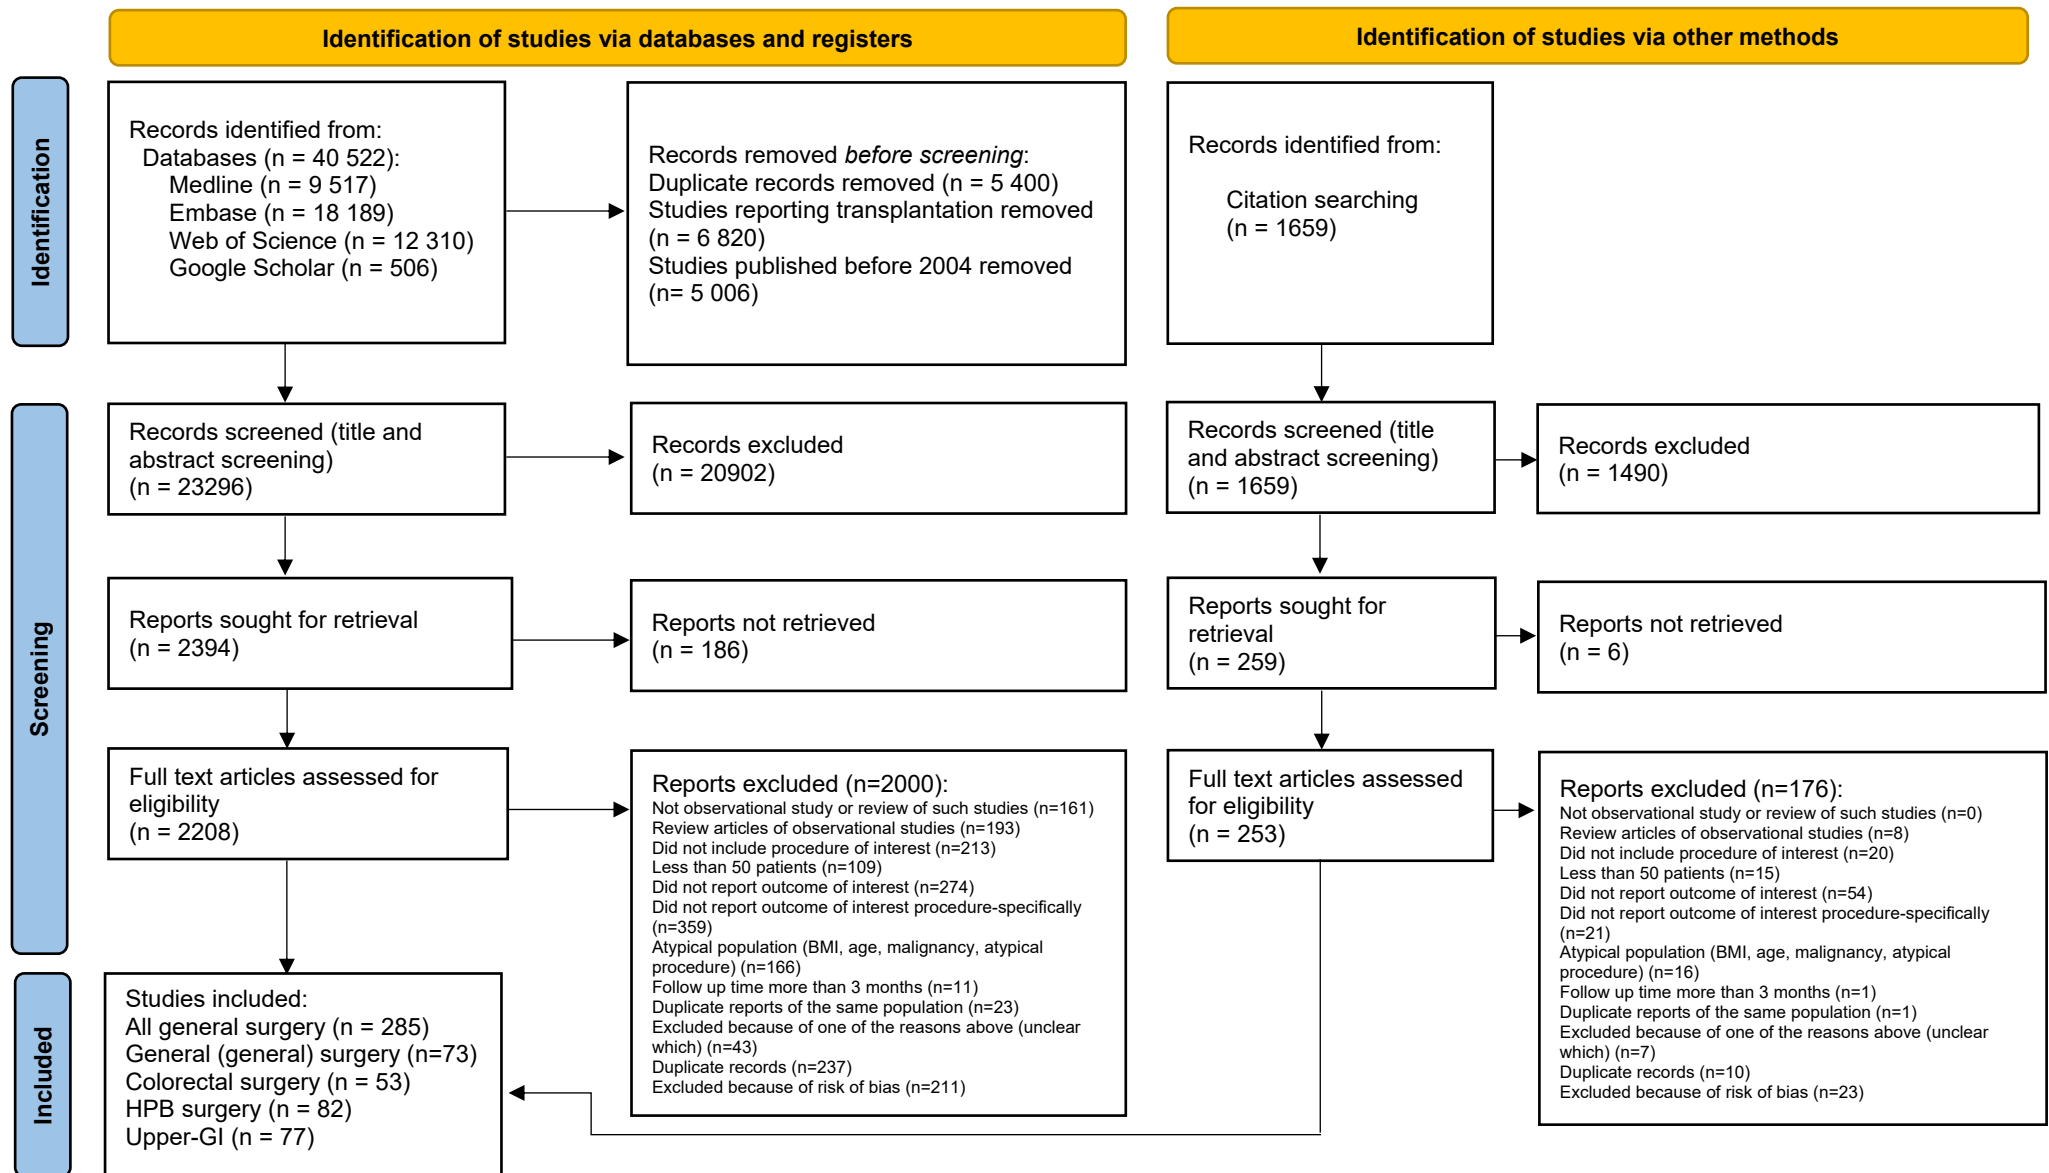 Identification of studies via databases and registers
Identification of studies via other methods
Identification
Records identified from:
Databases (n = 40 522):
Medline (n = 9 517)
Embase (n = 18 189)
Web of Science (n = 12 310)
Google Scholar (n = 506)
Records removed before screening:
Duplicate records removed (n = 5 400)
Studies reporting transplantation removed
(n = 6 820)
Studies published before 2004 removed
(n= 5 006)
Records identified from:
Citation searching
(n = 1659)
Screening
Records screened (title and
abstract screening)
(n = 23296)
Records excluded
(n = 20902)
Records screened (title
and abstract screening)
(n = 1659)
Records excluded
(n = 1490)
Reports sought for retrieval
(n = 2394)
Reports not retrieved
(n = 186)
Reports sought for
retrieval
(n = 259)
Reports not retrieved
(n = 6)
Full text articles assessed for
eligibility
(n = 2208)
Reports excluded (n=2000):
Not observational study or review of such studies (n=161)
Review articles of observational studies (n=193)
Did not include procedure of interest (n=213)
Less than 50 patients (n=109)
Did not report outcome of interest (n=274)
Did not report outcome of interest procedure-specifically
(n=359)
Atypical population (BMI, age, malignancy, atypical
procedure) (n=166)
Follow up time more than 3 months (n=11)
Duplicate reports of the same population (n=23)
Excluded because of one of the reasons above (unclear
which) (n=43)
Duplicate records (n=237)
Excluded because of risk of bias (n=211)
Full text articles assessed
for eligibility
(n = 253)
Reports excluded (n=176):
Not observational study or review of such studies (n=0)
Review articles of observational studies (n=8)
Did not include procedure of interest (n=20)
Less than 50 patients (n=15)
Did not report outcome of interest (n=54)
Did not report outcome of interest procedure-specifically
(n=21)
Atypical population (BMI, age, malignancy, atypical
procedure) (n=16)
Follow up time more than 3 months (n=1)
Duplicate reports of the same population (n=1)
Excluded because of one of the reasons above (unclear
which) (n=7)
Duplicate records (n=10)
Excluded because of risk of bias (n=23)
Included
Studies included:
All general surgery (n = 285)
General (general) surgery (n=73)
Colorectal surgery (n = 53)
HPB surgery (n = 82)
Upper-GI (n = 77)